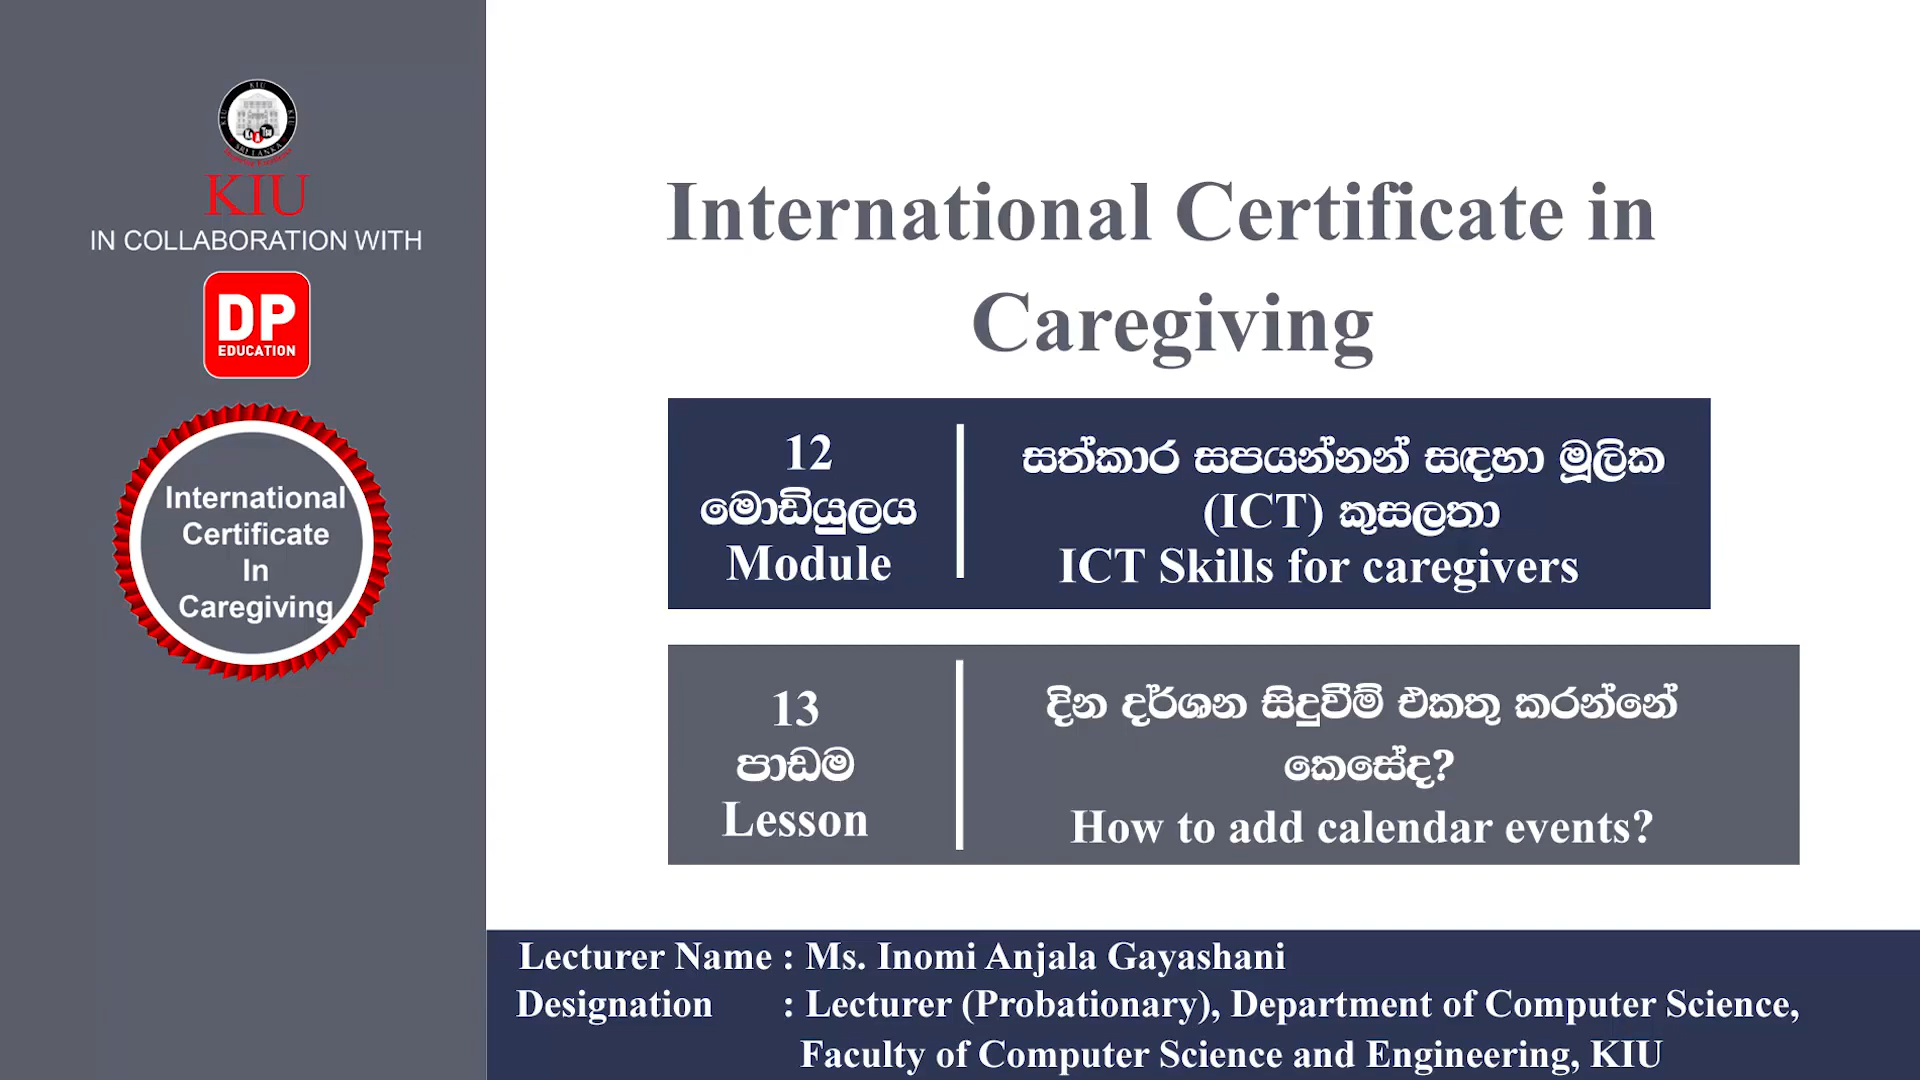 KIU
IN COLLABORATION WITH
DP
EDUCATION
International
Certificate
In
Caregiving
International Certificate in
Caregiving
12
මොඩියුලය
Module
සත්කාර සපයන්නන් සඳහා මූලික
(ICT) කුසලතා
ICT Skills for caregivers
13
පාඩම
Lesson
දින දර්ශන සිදුවීම් එකතු කරන්නේ
කෙසේද?
How to add calendar events?
Lecturer Name : Ms. Inomi Anjala Gayashani
Designation : Lecturer (Probationary), Department of Computer Science,
Faculty of Computer Science and Engineering, KIU